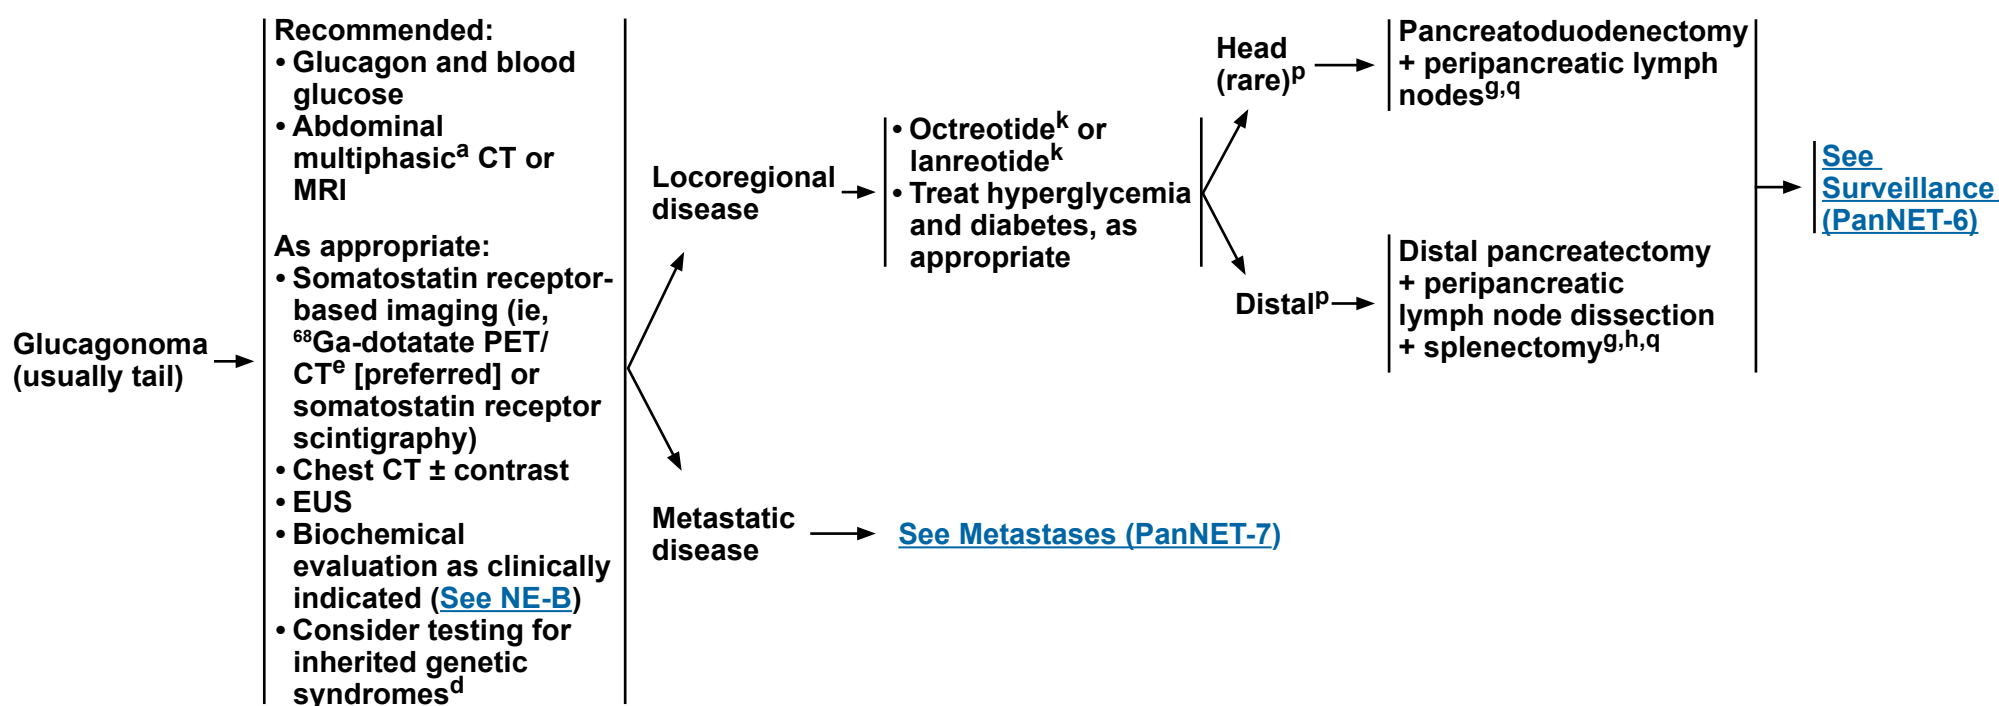 Glucagonoma
(usually tail)
Recommended:
• Glucagon and blood
glucose
• Abdominal
multiphasicᵃ CT or
MRI
As appropriate:
• Somatostatin receptor-
based imaging (ie,
⁶⁸Ga-dotatate PET/
CTᵉ [preferred] or
somatostatin receptor
scintigraphy)
• Chest CT ± contrast
• EUS
• Biochemical
evaluation as clinically
indicated (See NE-B)
• Consider testing for
inherited genetic
syndromesᵈ
Locoregional
disease
• Octreotideᵏ or
lanreotideᵏ
• Treat hyperglycemia
and diabetes, as
appropriate
Head
(rare)ᵖ
Pancreatoduodenectomy
+ peripancreatic lymph
nodesg,q
Distalᵖ
Distal pancreatectomy
+ peripancreatic
lymph node dissection
+ splenectomyg,h,q
See
Surveillance
(PanNET-6)
Metastatic
disease
See Metastases (PanNET-7)